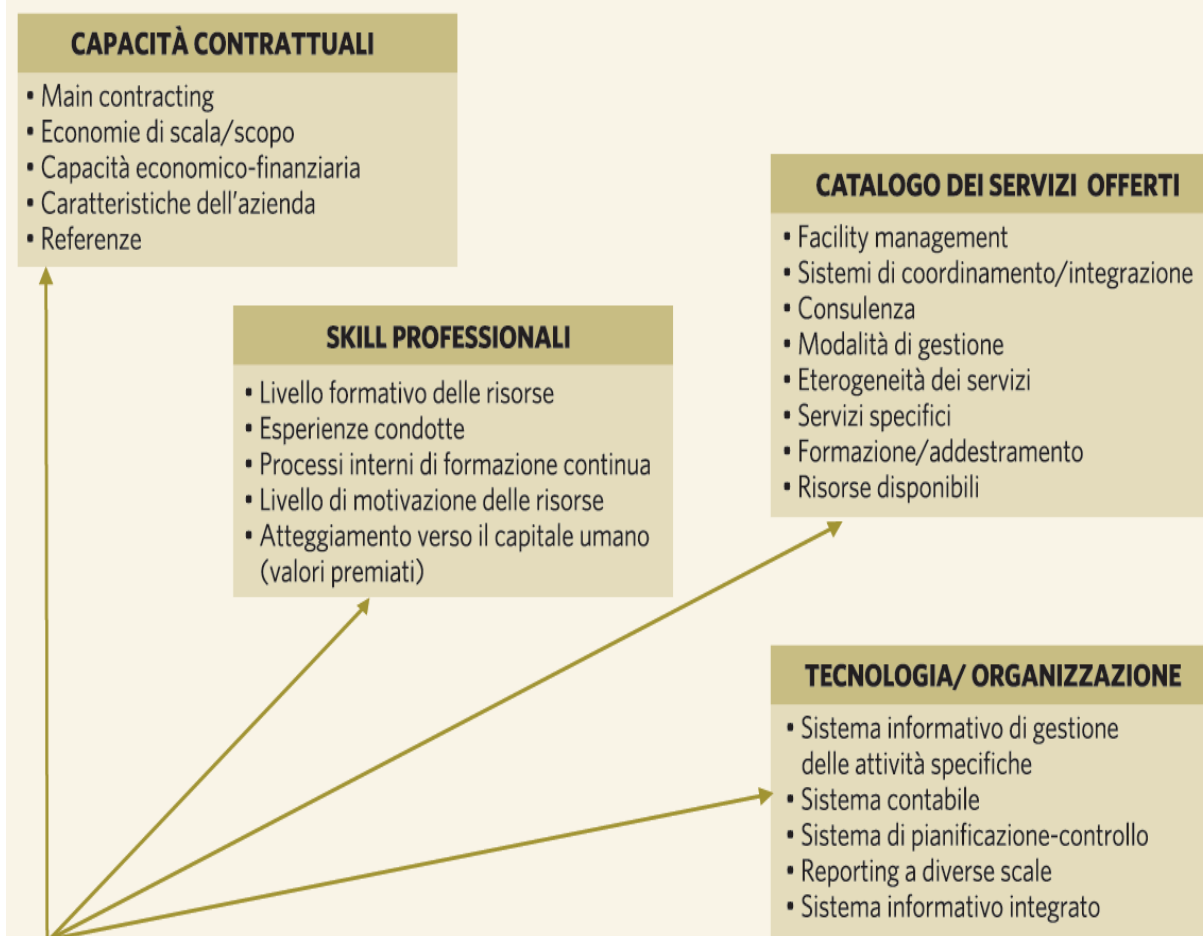 CAPACITÀ CONTRATTUALI
• Main contracting
• Economie di scala/scopo
• Capacità economico-finanziaria
• Caratteristiche dell'azienda
• Referenze
SKILL PROFESSIONALI
• Livello formativo delle risorse
• Esperienze condotte
• Processi interni di formazione continua
• Livello di motivazione delle risorse
• Atteggiamento verso il capitale umano
(valori premiati)
CATALOGO DEI SERVIZI OFFERTI
• Facility management
• Sistemi di coordinamento/integrazione
• Consulenza
• Modalità di gestione
• Eterogeneità dei servizi
• Servizi specifici
• Formazione/addestramento
• Risorse disponibili
TECNOLOGIA/ ORGANIZZAZIONE
• Sistema informativo di gestione
delle attività specifiche
• Sistema contabile
• Sistema di pianificazione-controllo
• Reporting a diverse scale
• Sistema informativo integrato